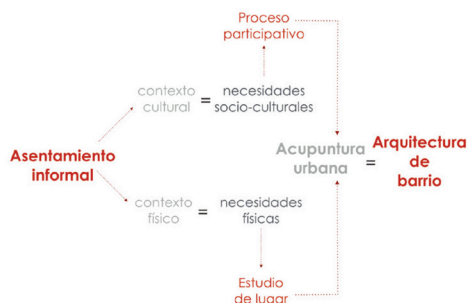 Proceso
participativo
contexto
cultural
=
necesidades
socio-culturales
Asentamiento
informal
Acupuntura
urbana
=
Arquitectura
de
barrio
contexto
físico
=
necesidades
físicas
Estudio
de lugar